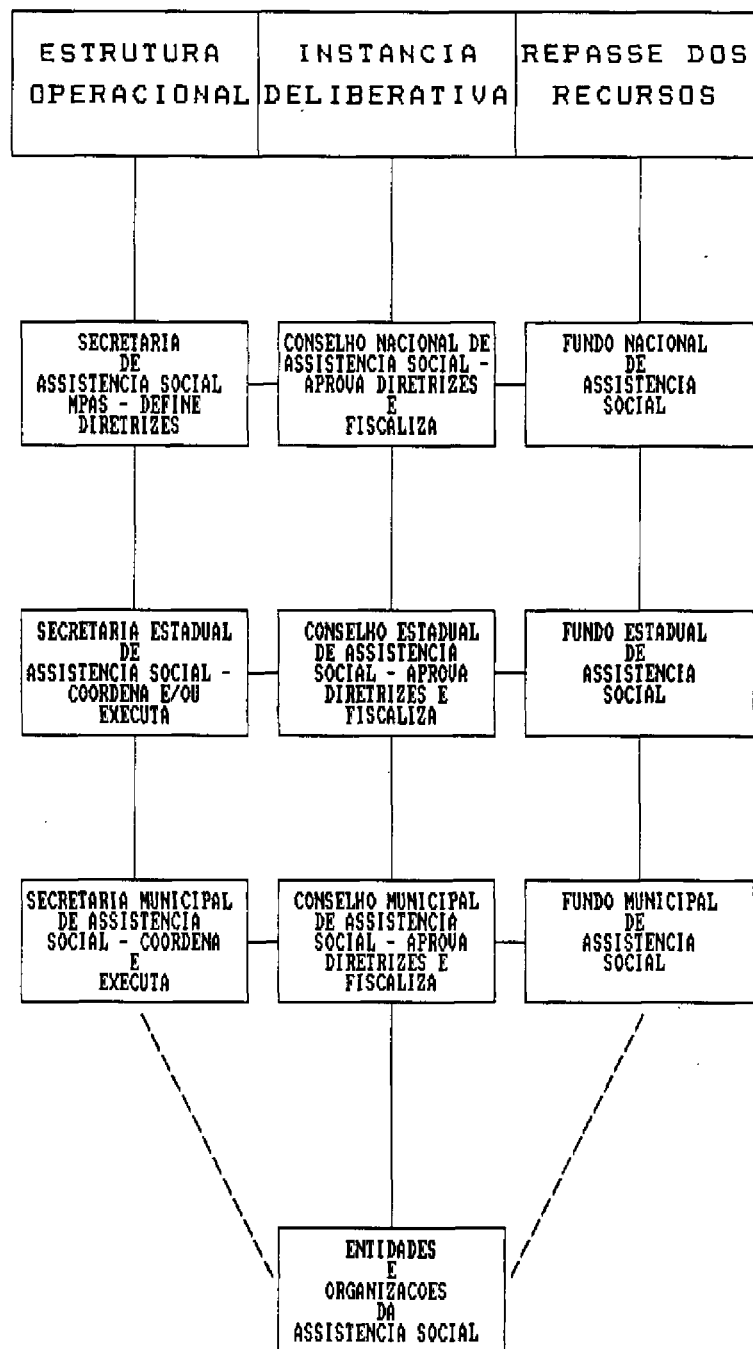 ESTRUTURA
OPERACIONAL
INSTANCIA
DELIBERATIVA
REPASSE DOS
RECURSOS
SECRETARIA
DE
ASSISTENCIA SOCIAL
MPAS - DEFINE
DIRETRIZES
CONSELHO NACIONAL DE
ASSISTENCIA SOCIAL -
APROVA DIRETRIZES
E
FISCALIZA
FUNDO NACIONAL
DE
ASSISTENCIA
SOCIAL
SECRETARIA ESTADUAL
DE
ASSISTENCIA SOCIAL -
COORDENA E/OU
EXECUTA
CONSELHO ESTADUAL
DE ASSISTENCIA
SOCIAL - APROVA
DIRETRIZES E
FISCALIZA
FUNDO ESTADUAL
DE
ASSISTENCIA
SOCIAL
SECRETARIA MUNICIPAL
DE ASSISTENCIA
SOCIAL - COORDENA
E
EXECUTA
CONSELHO MUNICIPAL
DE ASSISTENCIA
SOCIAL - APROVA
DIRETRIZES E
FISCALIZA
FUNDO MUNICIPAL
DE
ASSISTENCIA
SOCIAL
ENTIDADES
E
ORGANIZACOES
DA
ASSISTENCIA SOCIAL